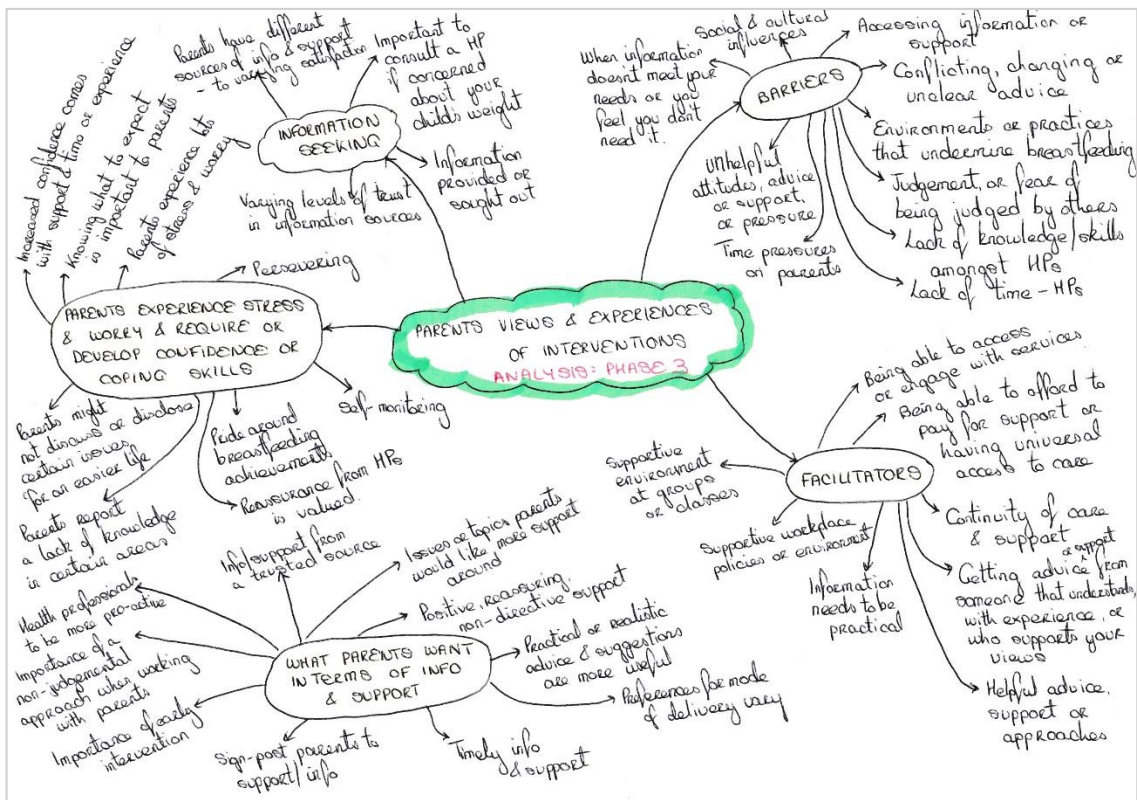 PARENTS VIEWS & EXPERIENCES
OF INTERVENTIONS
ANALYSIS: PHASE 3
INFORMATION
SEEKING
Parents have different
sources of info & support
- to varying satisfaction
Important to
consult a HP
if concerned
about your
child's weight
Information
provided or
sought out
Varying levels of trust
in information sources
BARRIERS
When information
doesn't meet your
needs or you
feel you don't
need it.
Social & cultural
influences
Accessing information or
support
Conflicting, changing or
unclear advice
Environments or practices
that undermine breastfeeding
Judgement, or fear of
being judged by others
Lack of knowledge/skills
amongst HPs
Lack of time - HPs
Unhelpful
attitudes, advice
or support,
or pressure
Time pressures
on parents
PARENTS EXPERIENCE STRESS
& WORRY & REQUIRE OR
DEVELOP CONFIDENCE OR
COPING SKILLS
Increased confidence comes
with support & time or experience
Knowing what to expect
is important to parents
Parents experience lots
of stress & worry
Persevering
Self-monitoring
Pride around
breastfeeding
achievements
Reassurance from HPs
is valued.
Parents might
not discuss or disclose
certain issues
for an easier life
Parents report
a lack of knowledge
in certain areas
FACILITATORS
Being able to access
or engage with services
Being able to afford to
pay for support or
having universal
access to care
Continuity of care
& support
Getting advice or support from
someone that understands,
with experience, or
who supports your
views
Helpful advice,
support or
approaches
Information
needs to be
practical
Supportive workplace
policies or environment
Supportive
environment
at groups
or classes
WHAT PARENTS WANT
IN TERMS OF INFO
& SUPPORT
Info/support from
a trusted source
Issues or topics parents
would like more support
around
Positive, reassuring,
non-directive support
Practical or realistic
advice & suggestions
are more useful
Preferences for mode
of delivery vary
Timely info
& support
Sign-post parents to
support/info
Importance of early
intervention
Importance of a
non-judgemental
approach when working
with parents
Health professionals
to be more pro-active